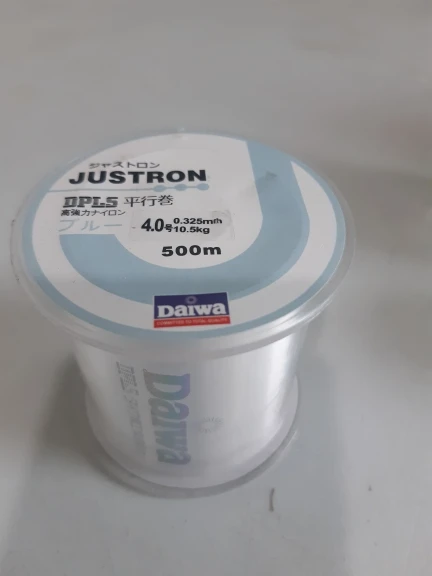 ジャストロン
JUSTRON
DPLS 平行巻
高強力ナイロン
ブルー 4.0号 0.325mm
10.5kg
500m
DAIWA
Daiwa
DPLS